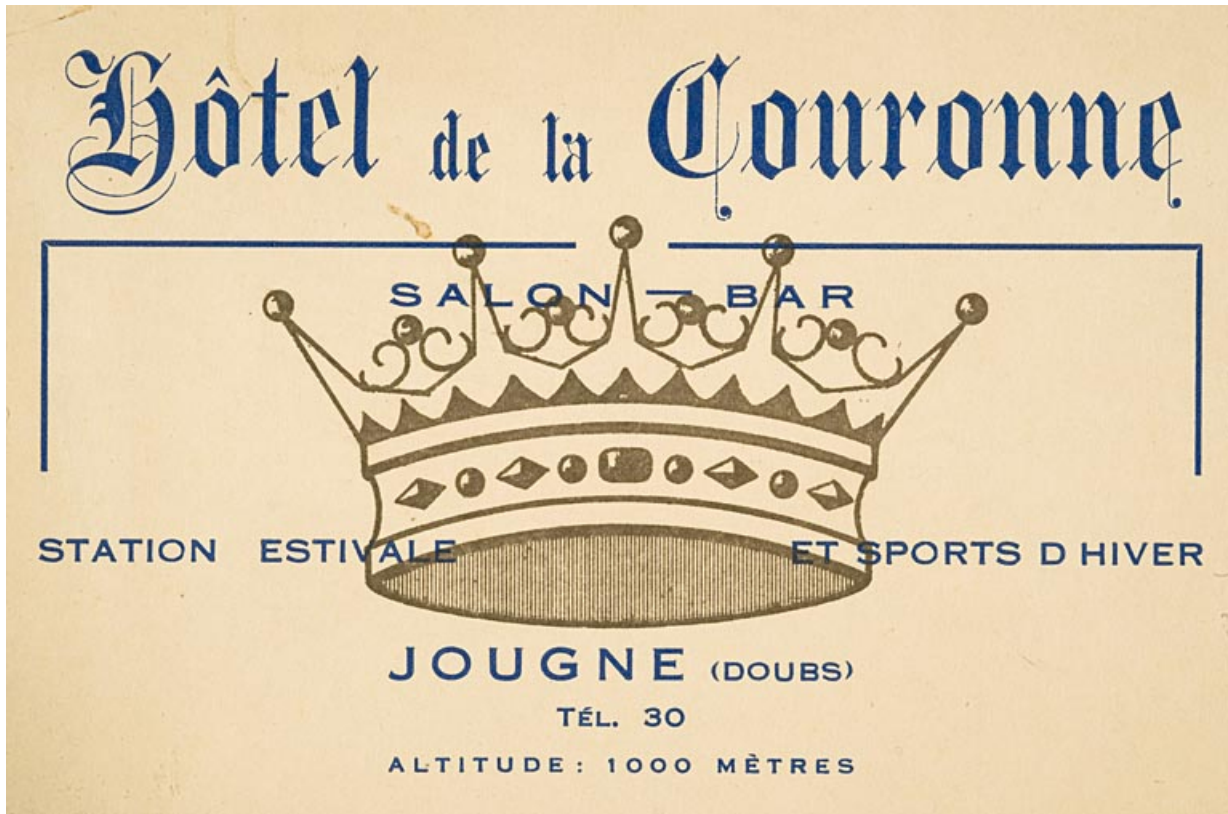 Hôtel de la Couronne
SALON — BAR
STATION ESTIVALE ET SPORTS D HIVER
JOUGNE (DOUBS)
TÉL. 30
ALTITUDE: 1000 MÈTRES